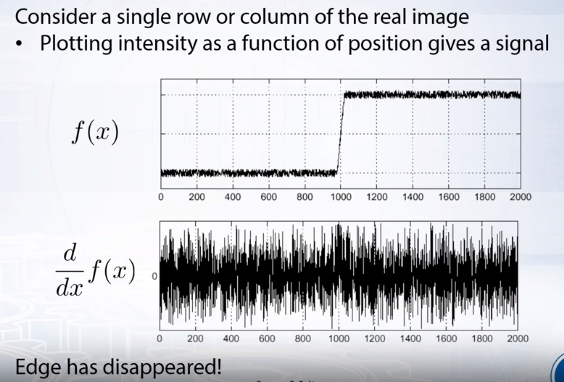 Consider a single row or column of the real image
• Plotting intensity as a function of position gives a signal
f(x)
0 200 400 600 800 1000 1200 1400 1600 1800 2000
d/dx f(x)
0
0 200 400 600 800 1000 1200 1400 1600 1800 2000
Edge has disappeared!